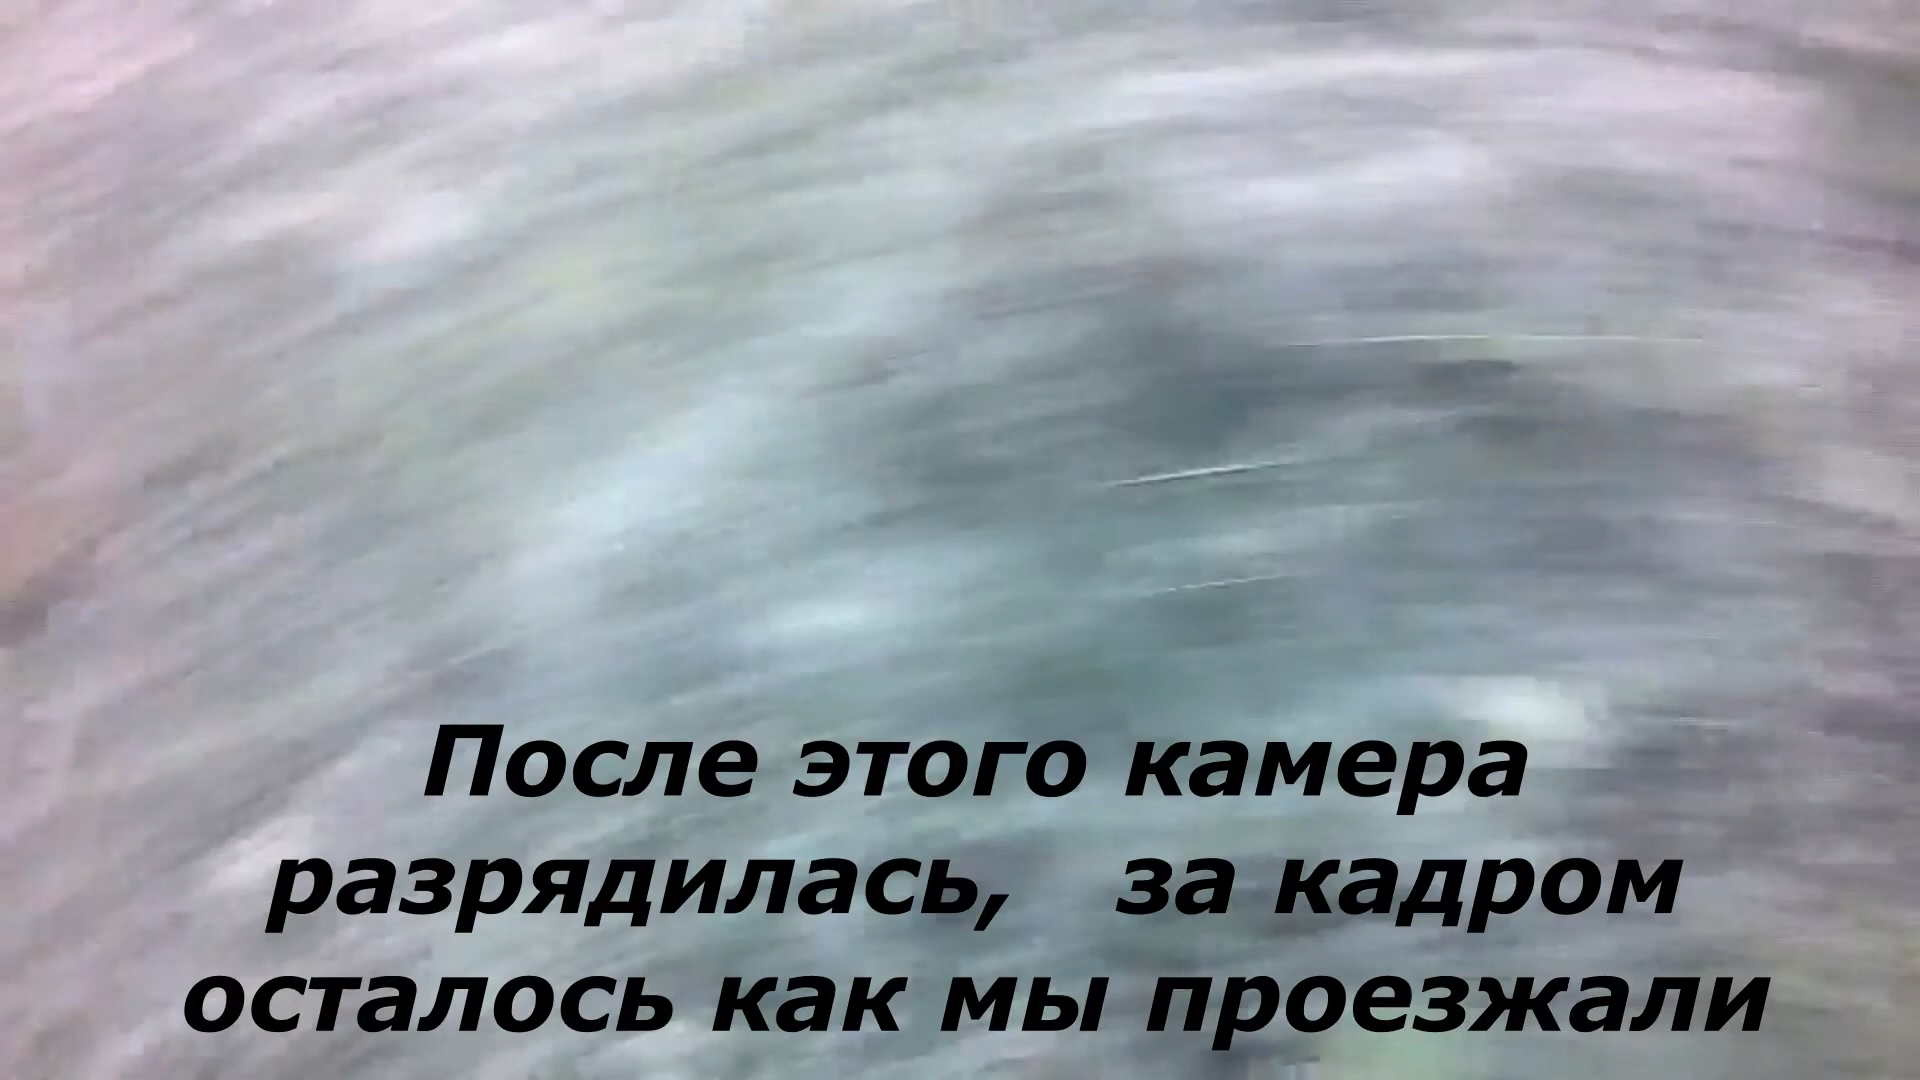 После этого камера
разрядилась, за кадром
осталось как мы проезжали